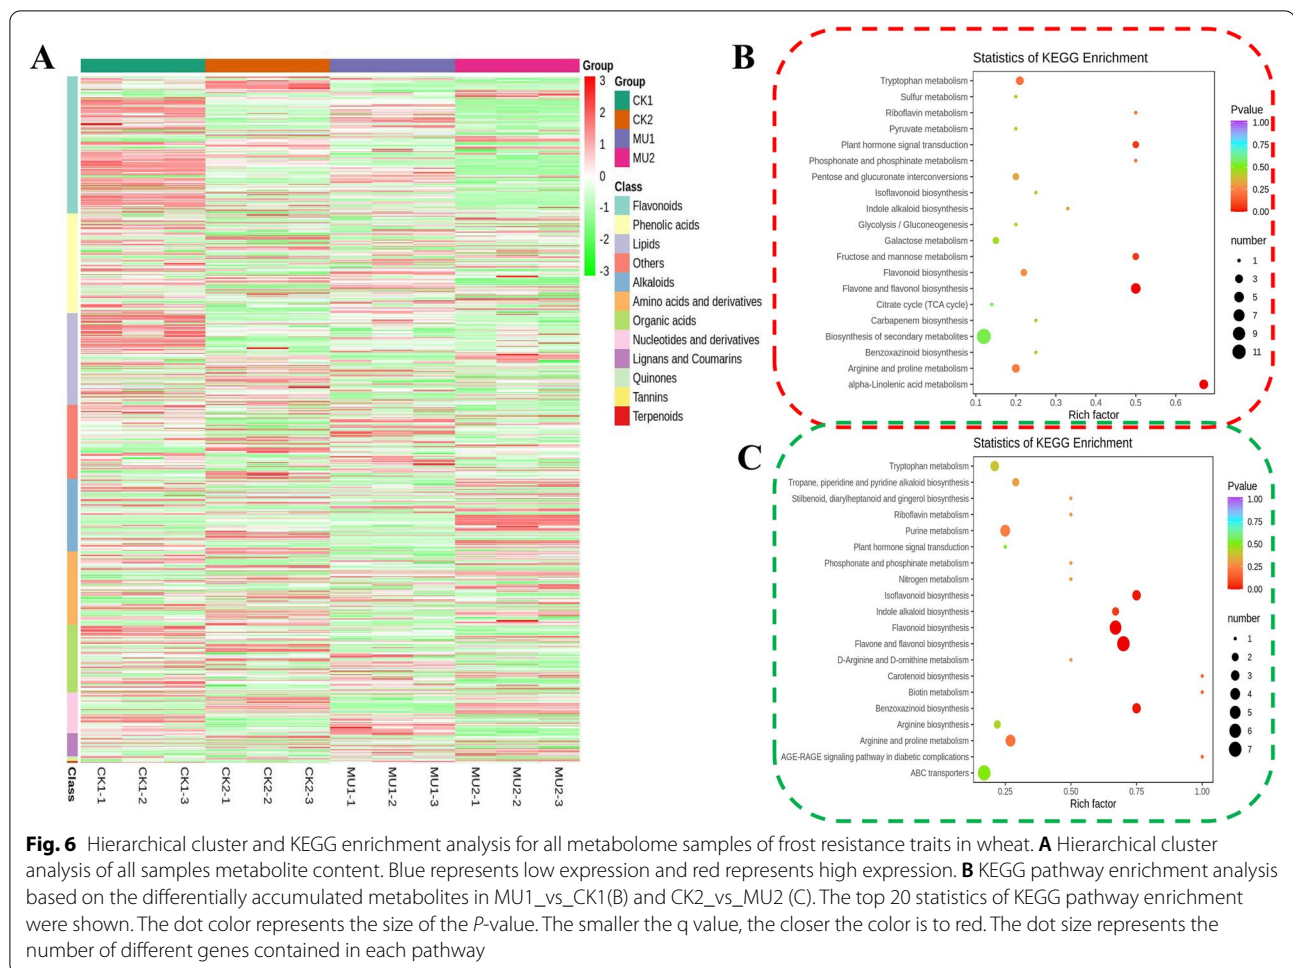 A
Group
3
2
1
0
-1
-2
-3
Group
CK1
CK2
MU1
MU2
Class
Flavonoids
Phenolic acids
Lipids
Others
Alkaloids
Amino acids and derivatives
Organic acids
Nucleotides and derivatives
Lignans and Coumarins
Quinones
Tannins
Terpenoids
Class
CK1-1
CK1-2
CK1-3
CK2-1
CK2-2
CK2-3
MU1-1
MU1-2
MU1-3
MU2-1
MU2-2
MU2-3
B
Statistics of KEGG Enrichment
Tryptophan metabolism
Sulfur metabolism
Riboflavin metabolism
Pyruvate metabolism
Plant hormone signal transduction
Phosphonate and phosphinate metabolism
Pentose and glucuronate interconversions
Isoflavonoid biosynthesis
Indole alkaloid biosynthesis
Glycolysis / Gluconeogenesis
Galactose metabolism
Fructose and mannose metabolism
Flavonoid biosynthesis
Flavone and flavonol biosynthesis
Citrate cycle (TCA cycle)
Carbapenem biosynthesis
Biosynthesis of secondary metabolites
Benzoxazinoid biosynthesis
Arginine and proline metabolism
alpha-Linolenic acid metabolism
0.1 0.2 0.3 0.4 0.5 0.6
Rich factor
Pvalue
1.00
0.75
0.50
0.25
0.00
number
1
3
5
7
9
11
C
Statistics of KEGG Enrichment
Tryptophan metabolism
Tropane, piperidine and pyridine alkaloid biosynthesis
Stilbenoid, diarylheptanoid and gingerol biosynthesis
Riboflavin metabolism
Purine metabolism
Plant hormone signal transduction
Phosphonate and phosphinate metabolism
Nitrogen metabolism
Isoflavonoid biosynthesis
Indole alkaloid biosynthesis
Flavonoid biosynthesis
Flavone and flavonol biosynthesis
D-Arginine and D-ornithine metabolism
Carotenoid biosynthesis
Biotin metabolism
Benzoxazinoid biosynthesis
Arginine biosynthesis
Arginine and proline metabolism
AGE-RAGE signaling pathway in diabetic complications
ABC transporters
0.25 0.50 0.75 1.00
Rich factor
Pvalue
1.00
0.75
0.50
0.25
0.00
number
1
2
3
4
5
6
7
Fig. 6 Hierarchical cluster and KEGG enrichment analysis for all metabolome samples of frost resistance traits in wheat. A Hierarchical cluster
analysis of all samples metabolite content. Blue represents low expression and red represents high expression. B KEGG pathway enrichment analysis
based on the differentially accumulated metabolites in MU1_vs_CK1(B) and CK2_vs_MU2 (C). The top 20 statistics of KEGG pathway enrichment
were shown. The dot color represents the size of the P-value. The smaller the q value, the closer the color is to red. The dot size represents the
number of different genes contained in each pathway